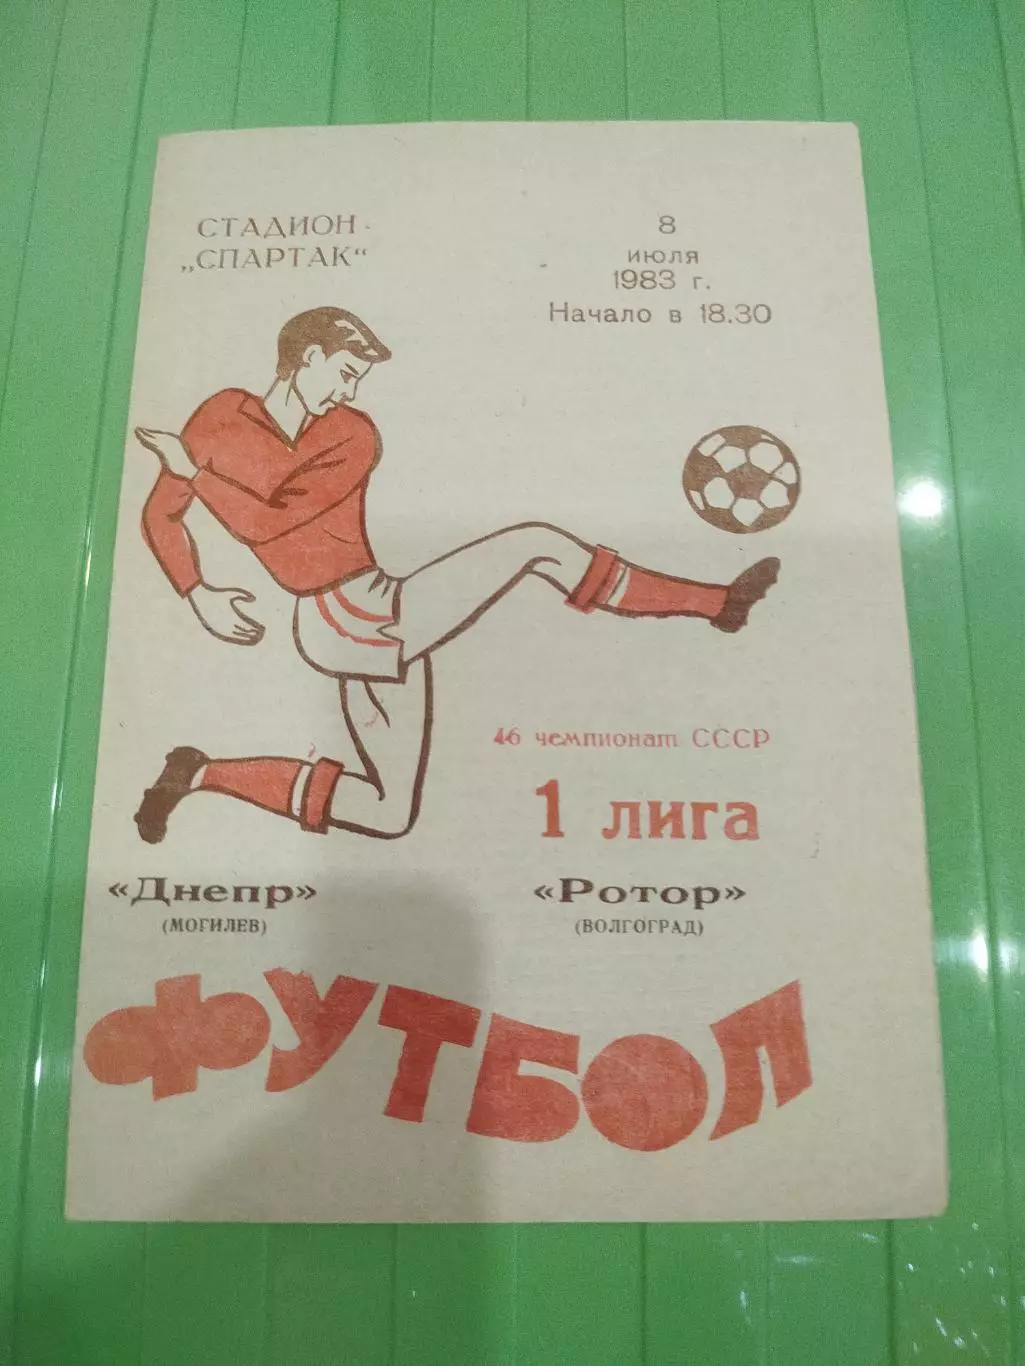 СТАДИОН
„СПАРТАК“
8
июля
1983 г.
Начало в 18.30
46 чемпионат СССР
1 лига
«Днепр»
(МОГИЛЕВ)
«Ротор»
(ВОЛГОГРАД)
ФУТБОЛ